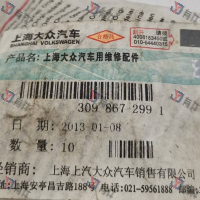 上海大众汽车
SHANGHAI VOLKSWAGEN
产品名: 上海大众汽车用维修配件
309 867 299 1
日期: 2013-01-08
数量: 10
经销商: 上海上汽大众汽车销售有限公
上海安亭昌吉路188号 电话:021-59561888